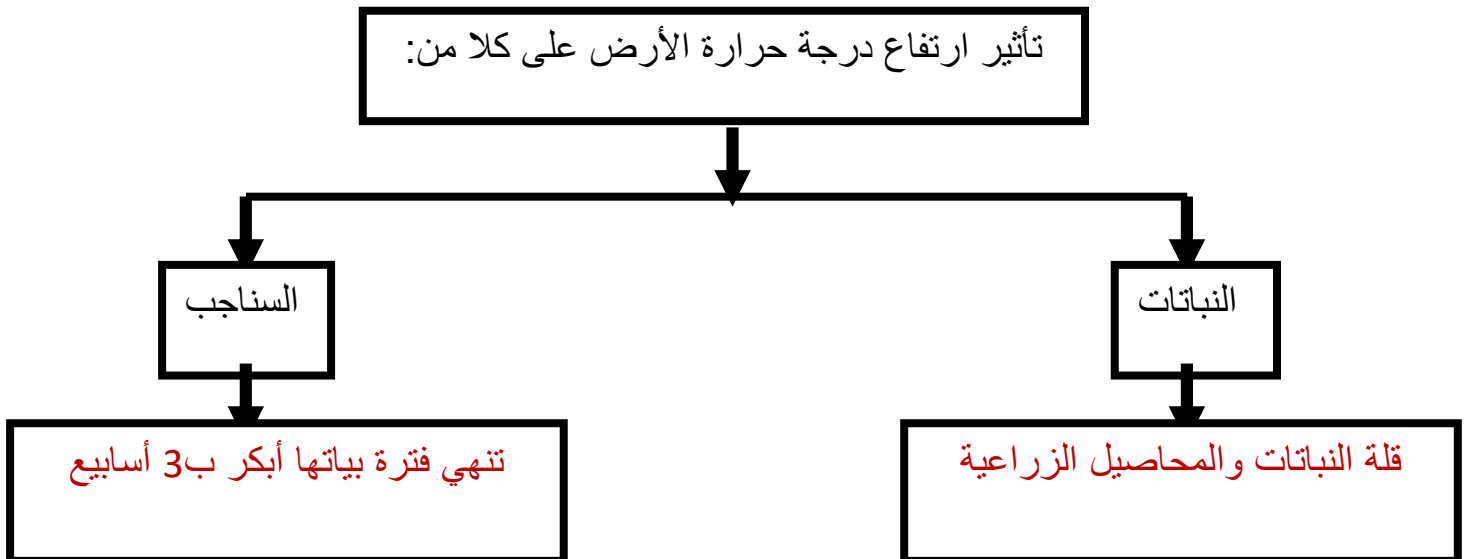 تأثير ارتفاع درجة حرارة الأرض على كلا من:
النباتات
السناجب
قلة النباتات والمحاصيل الزراعية
تنهي فترة بياتها أبكر ب3 أسابيع